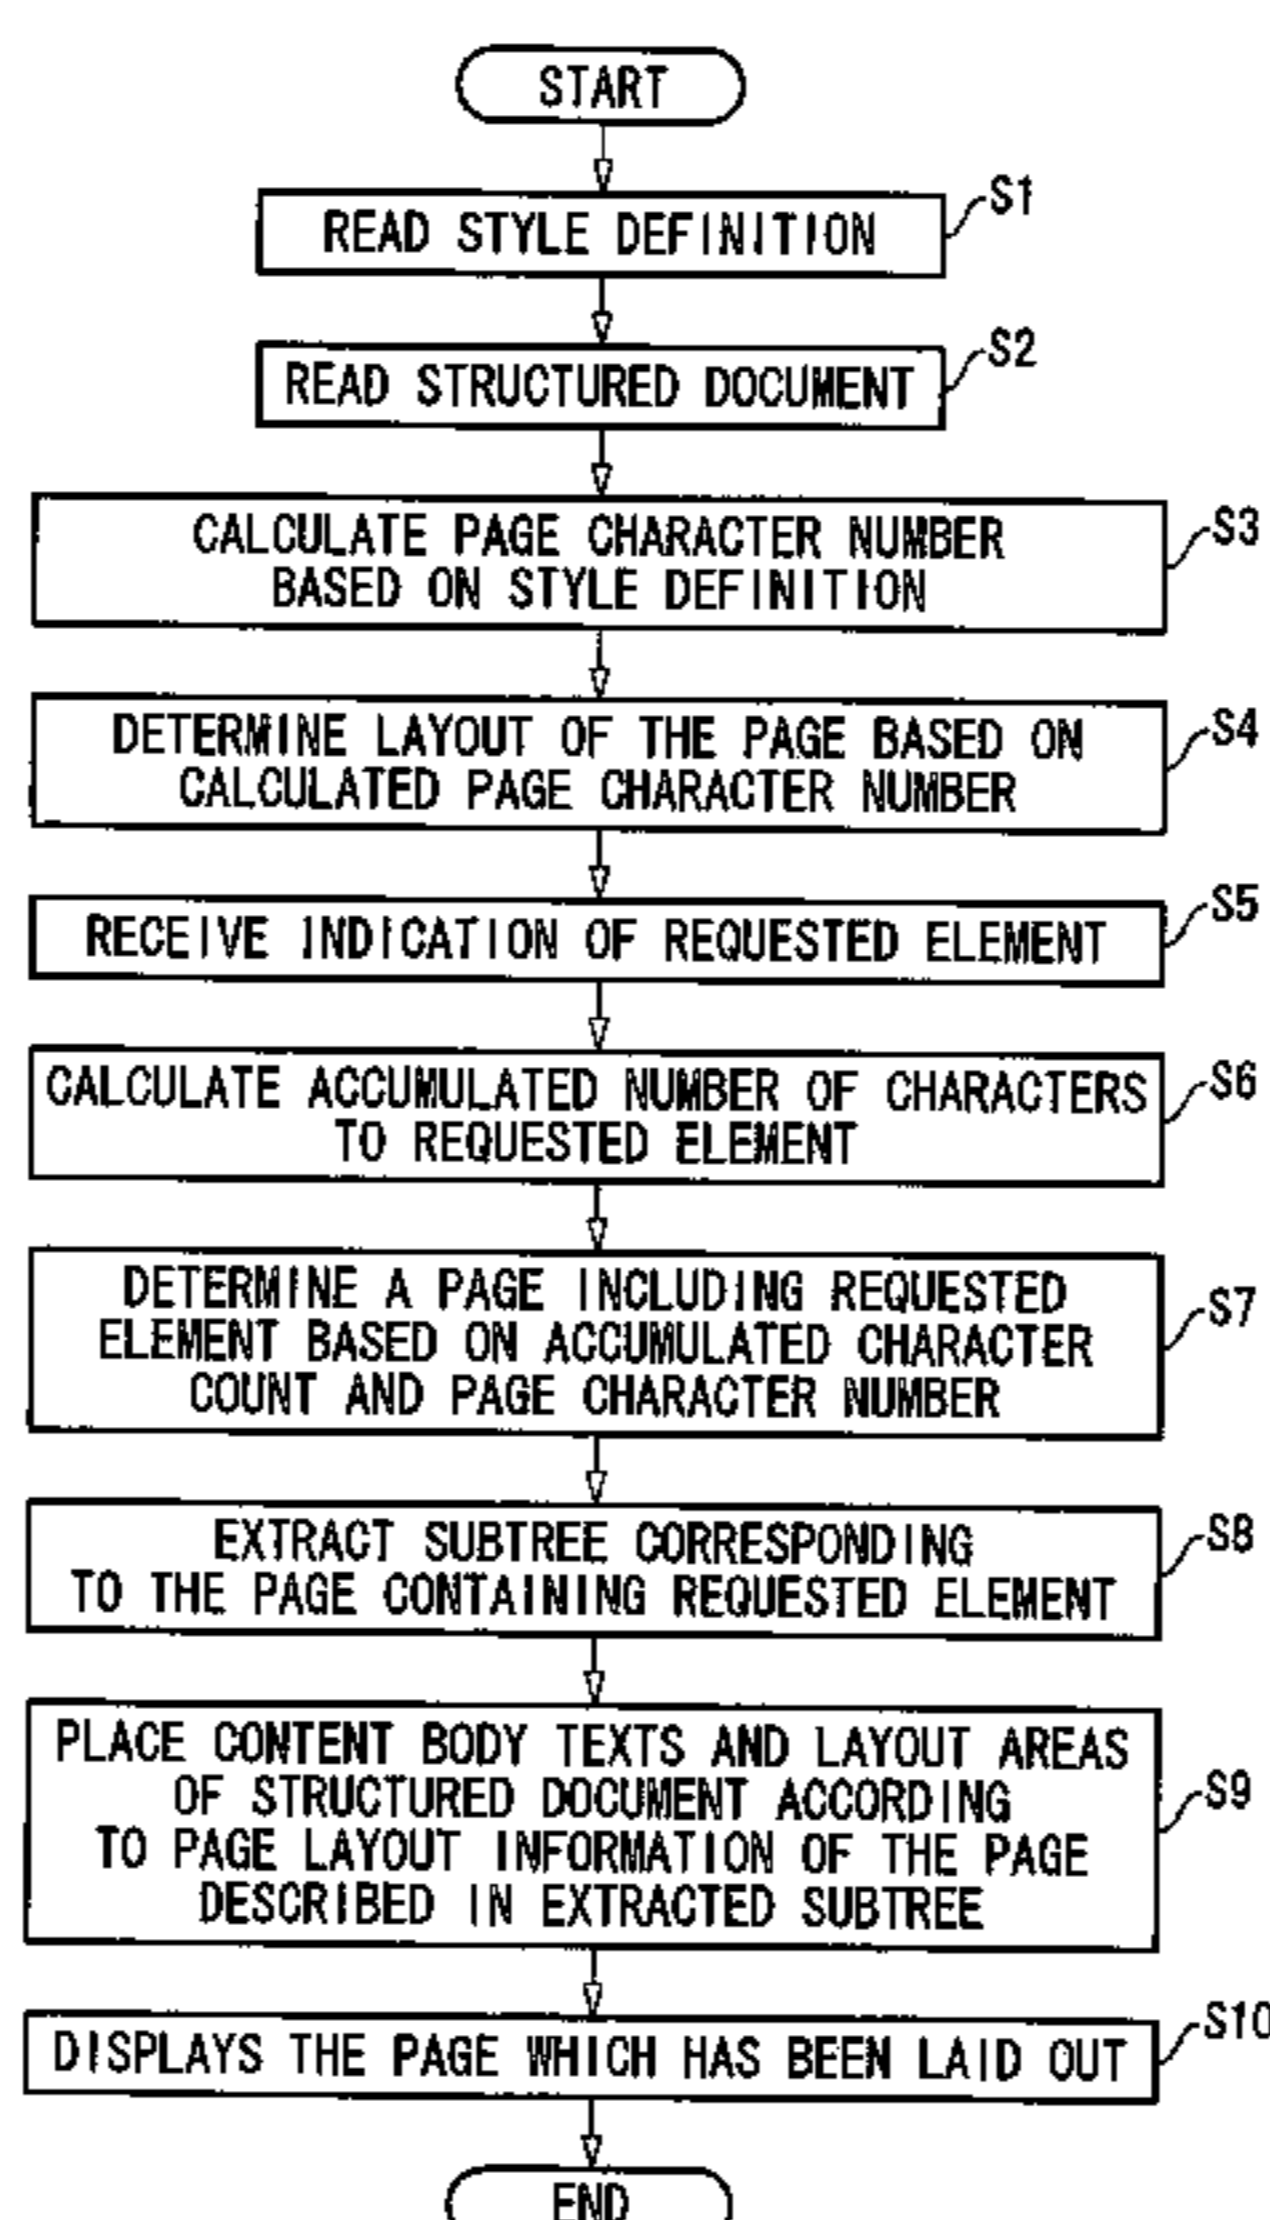 START
READ STYLE DEFINITION
S1
READ STRUCTURED DOCUMENT
S2
CALCULATE PAGE CHARACTER NUMBER
BASED ON STYLE DEFINITION
S3
DETERMINE LAYOUT OF THE PAGE BASED ON
CALCULATED PAGE CHARACTER NUMBER
S4
RECEIVE INDICATION OF REQUESTED ELEMENT
S5
CALCULATE ACCUMULATED NUMBER OF CHARACTERS
TO REQUESTED ELEMENT
S6
DETERMINE A PAGE INCLUDING REQUESTED
ELEMENT BASED ON ACCUMULATED CHARACTER
COUNT AND PAGE CHARACTER NUMBER
S7
EXTRACT SUBTREE CORRESPONDING
TO THE PAGE CONTAINING REQUESTED ELEMENT
S8
PLACE CONTENT BODY TEXTS AND LAYOUT AREAS
OF STRUCTURED DOCUMENT ACCORDING
TO PAGE LAYOUT INFORMATION OF THE PAGE
DESCRIBED IN EXTRACTED SUBTREE
S9
DISPLAYS THE PAGE WHICH HAS BEEN LAID OUT
S10
END